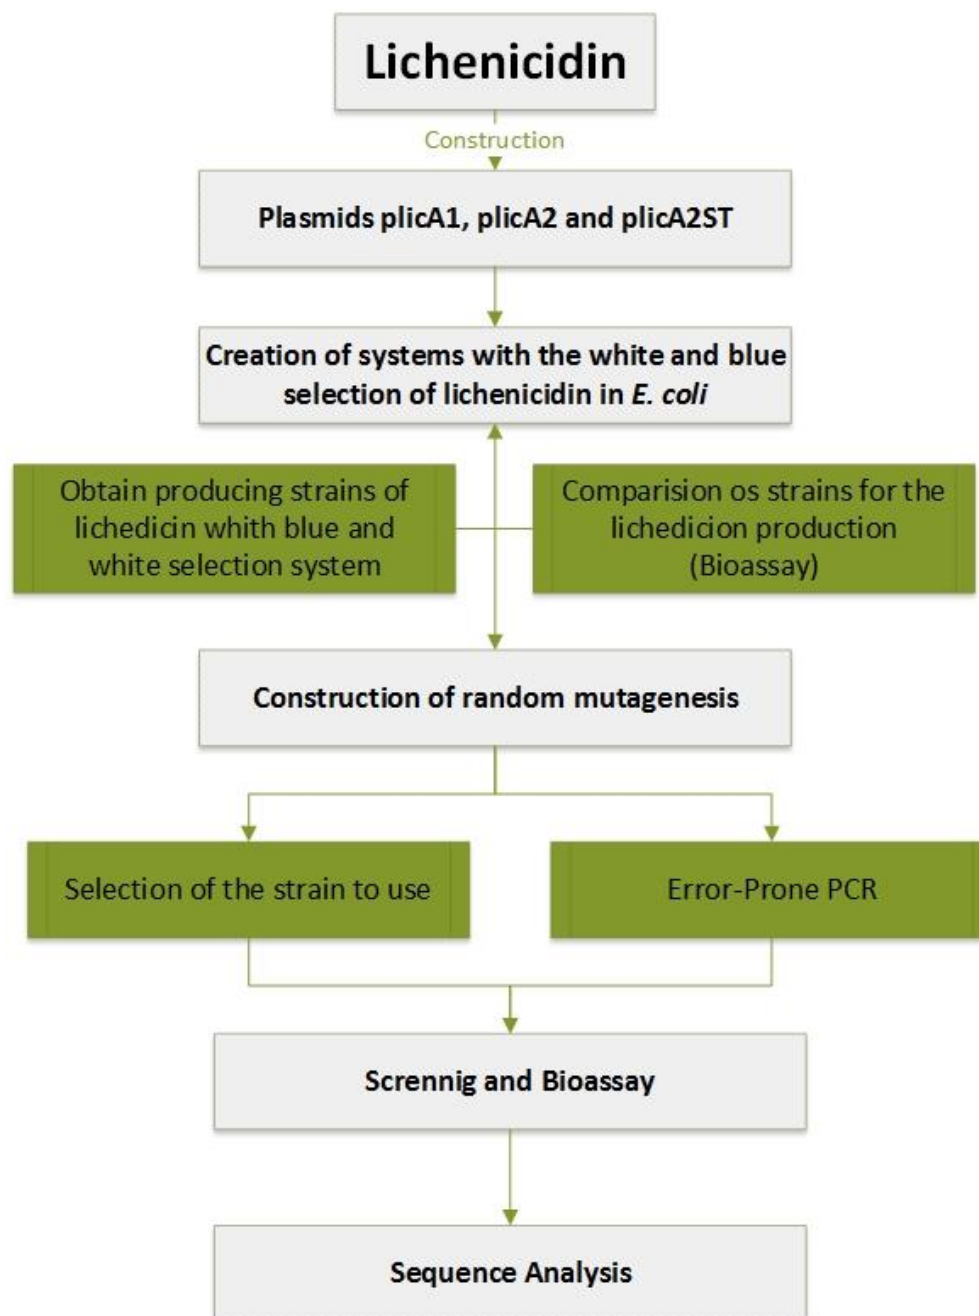 Lichenicidin
Construction
Plasmids plicA1, plicA2 and plicA2ST
Creation of systems with the white and blue
selection of lichenicidin in E. coli
Obtain producing strains of
lichedicin whith blue and
white selection system
Comparision os strains for the
lichedicion production
(Bioassay)
Construction of random mutagenesis
Selection of the strain to use
Error-Prone PCR
Scrennig and Bioassay
Sequence Analysis